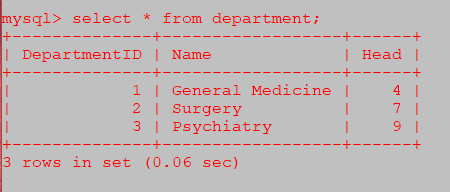 mysql> select * from department;
+--------------+------------------+------+
| DepartmentID | Name             | Head |
+--------------+------------------+------+
|            1 | General Medicine |    4 |
|            2 | Surgery          |    7 |
|            3 | Psychiatry       |    9 |
+--------------+------------------+------+
3 rows in set (0.06 sec)